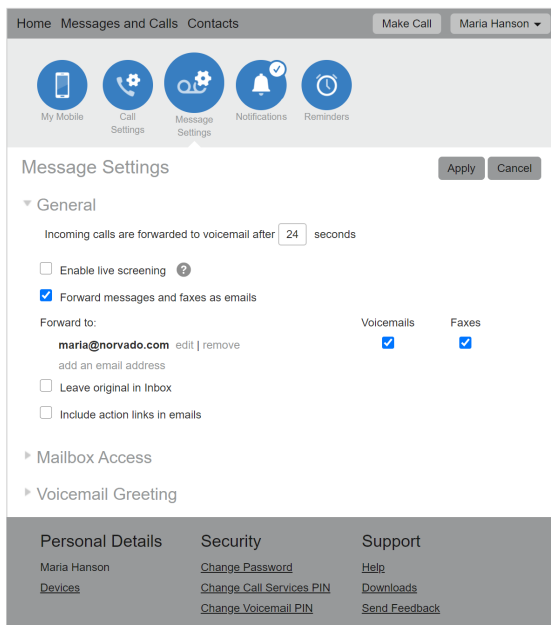 Home Messages and Calls Contacts Make Call Maria Hanson
My Mobile Call Settings Message Settings Notifications Reminders
Message Settings Apply Cancel
General
Incoming calls are forwarded to voicemail after 24 seconds
Enable live screening ?
Forward messages and faxes as emails
Forward to: Voicemails Faxes
maria@norvado.com edit | remove
add an email address
Leave original in Inbox
Include action links in emails
Mailbox Access
Voicemail Greeting
Personal Details Security Support
Maria Hanson Change Password Help
Devices Change Call Services PIN Downloads
Change Voicemail PIN Send Feedback